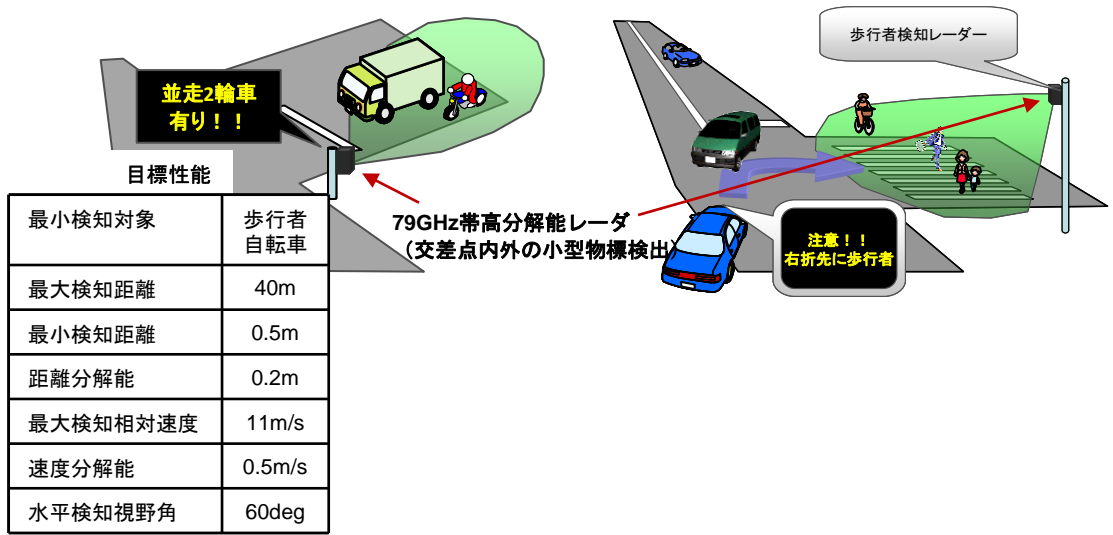 並走2輪車
有り！！
歩行者検知レーダー
79GHz帯高分解能レーダ
（交差点内外の小型物標検出）
注意！！
右折先に歩行者
目標性能
最小検知対象 歩行者
自転車
最大検知距離 40m
最小検知距離 0.5m
距離分解能 0.2m
最大検知相対速度 11m/s
速度分解能 0.5m/s
水平検知視野角 60deg